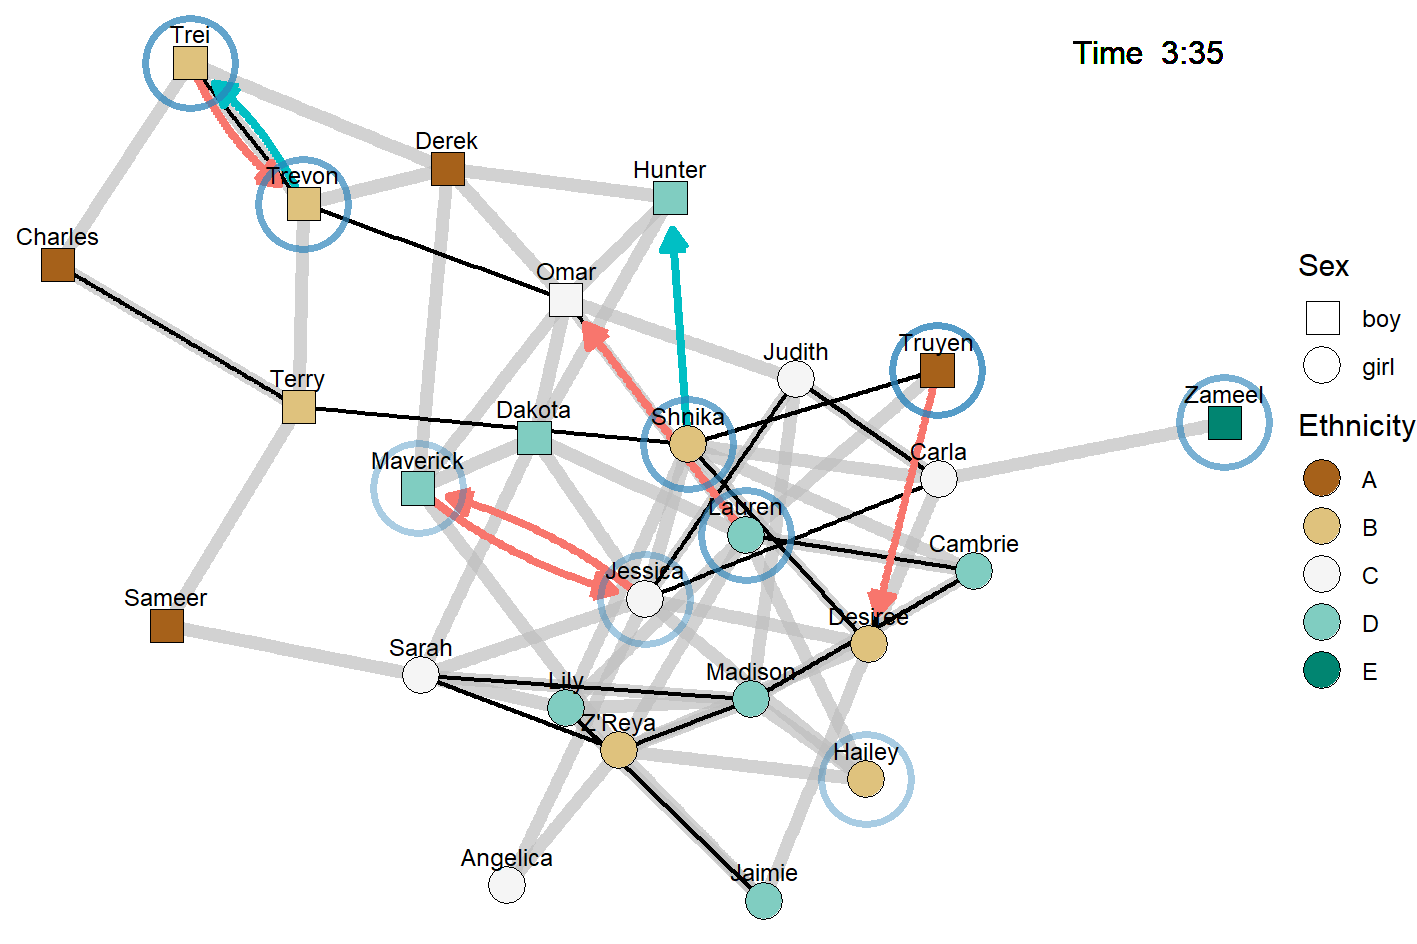 Trei
Time  3:35
Derek
Hunter
Trevon
Charles
Omar
Sex
boy
girl
Judith
Truyen
Terry
Zameel
Dakota
Shnika
Ethnicity
Maverick
Carla
A
Lauren
B
Cambrie
Jessica
C
Sameer
Desiree
D
Sarah
Madison
Lily
E
Z'Reya
Hailey
Angelica
Jaimie